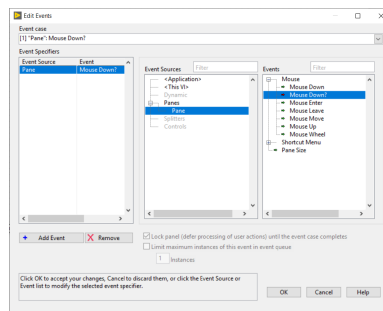 Edit Events
Event case
[1] "Pane": Mouse Down?
Event Specifiers
Event Source Event
Pane Mouse Down?
Event Sources Filter
<Application>
<This VI>
Dynamic
Panes
Pane
Splitters
Controls
Events Filter
Mouse
Mouse Down
Mouse Down?
Mouse Enter
Mouse Leave
Mouse Move
Mouse Up
Mouse Wheel
Shortcut Menu
Pane Size
Add Event Remove
Lock panel (defer processing of user actions) until the event case completes
Limit maximum instances of this event in event queue
1 Instances
Click OK to accept your changes, Cancel to
discard them, or click the Event Source or
Event list to modify the selected event specifier.
OK Cancel Help